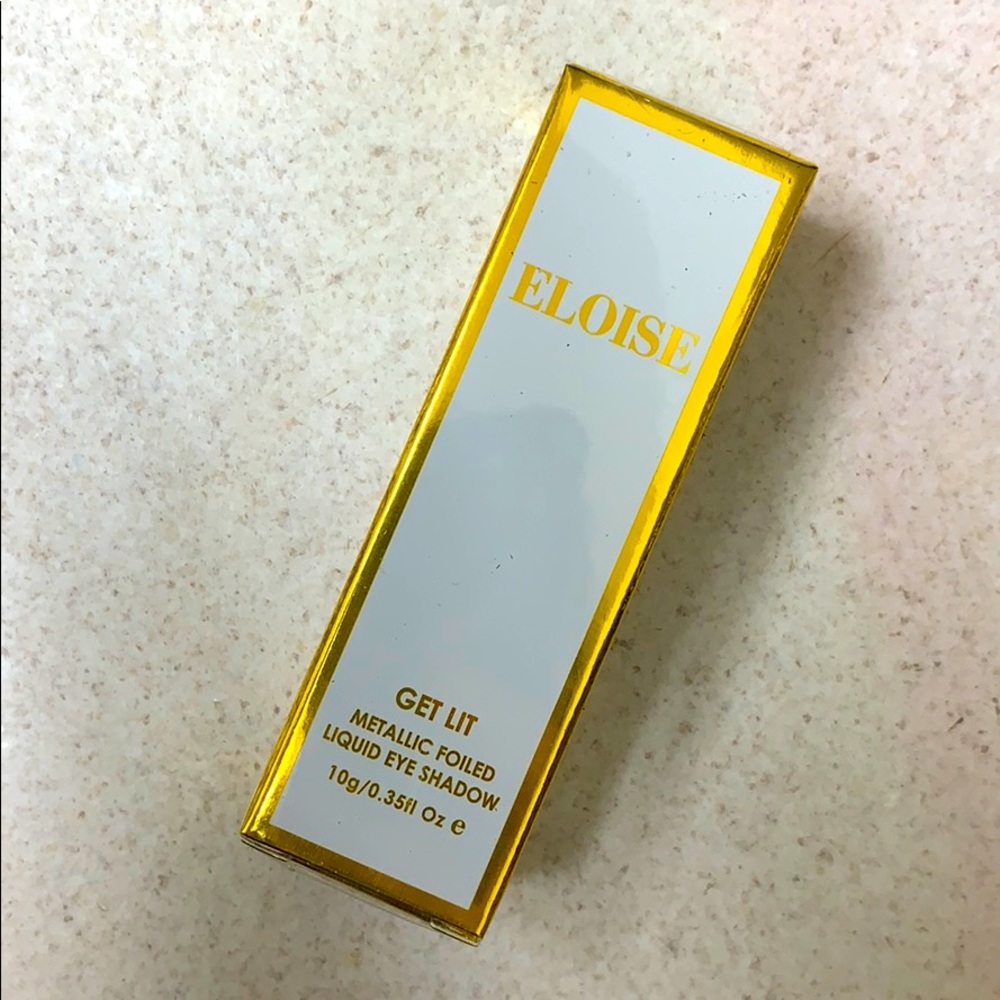 ELOISE
GET LIT
METALLIC FOILED
LIQUID EYE SHADOW
10g/0.35fl Oz ℮